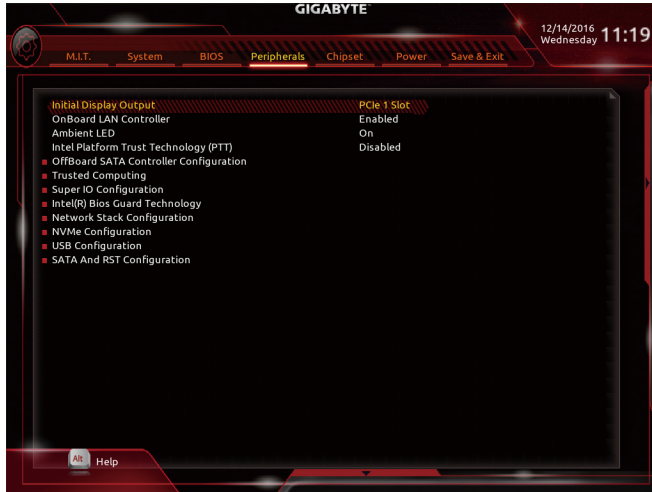 GIGABYTE
12/14/2016 11:19
Wednesday
M.I.T. System BIOS Peripherals Chipset Power Save & Exit
Initial Display Output PCIe 1 Slot
OnBoard LAN Controller Enabled
Ambient LED On
Intel Platform Trust Technology (PTT) Disabled
OffBoard SATA Controller Configuration
Trusted Computing
Super IO Configuration
Intel(R) Bios Guard Technology
Network Stack Configuration
NVMe Configuration
USB Configuration
SATA And RST Configuration
Alt Help